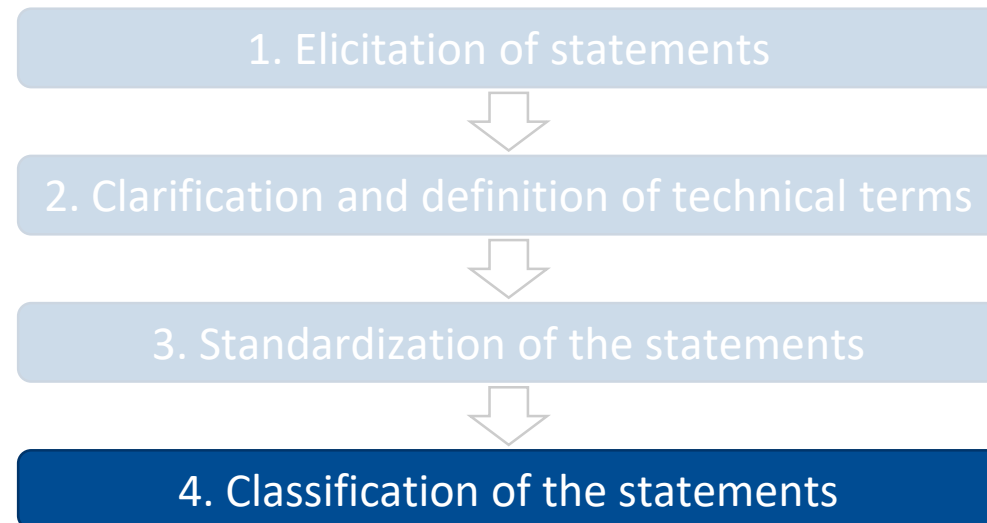 1. Elicitation of statements
2. Clarification and definition of technical terms
3. Standardization of the statements
4. Classification of the statements